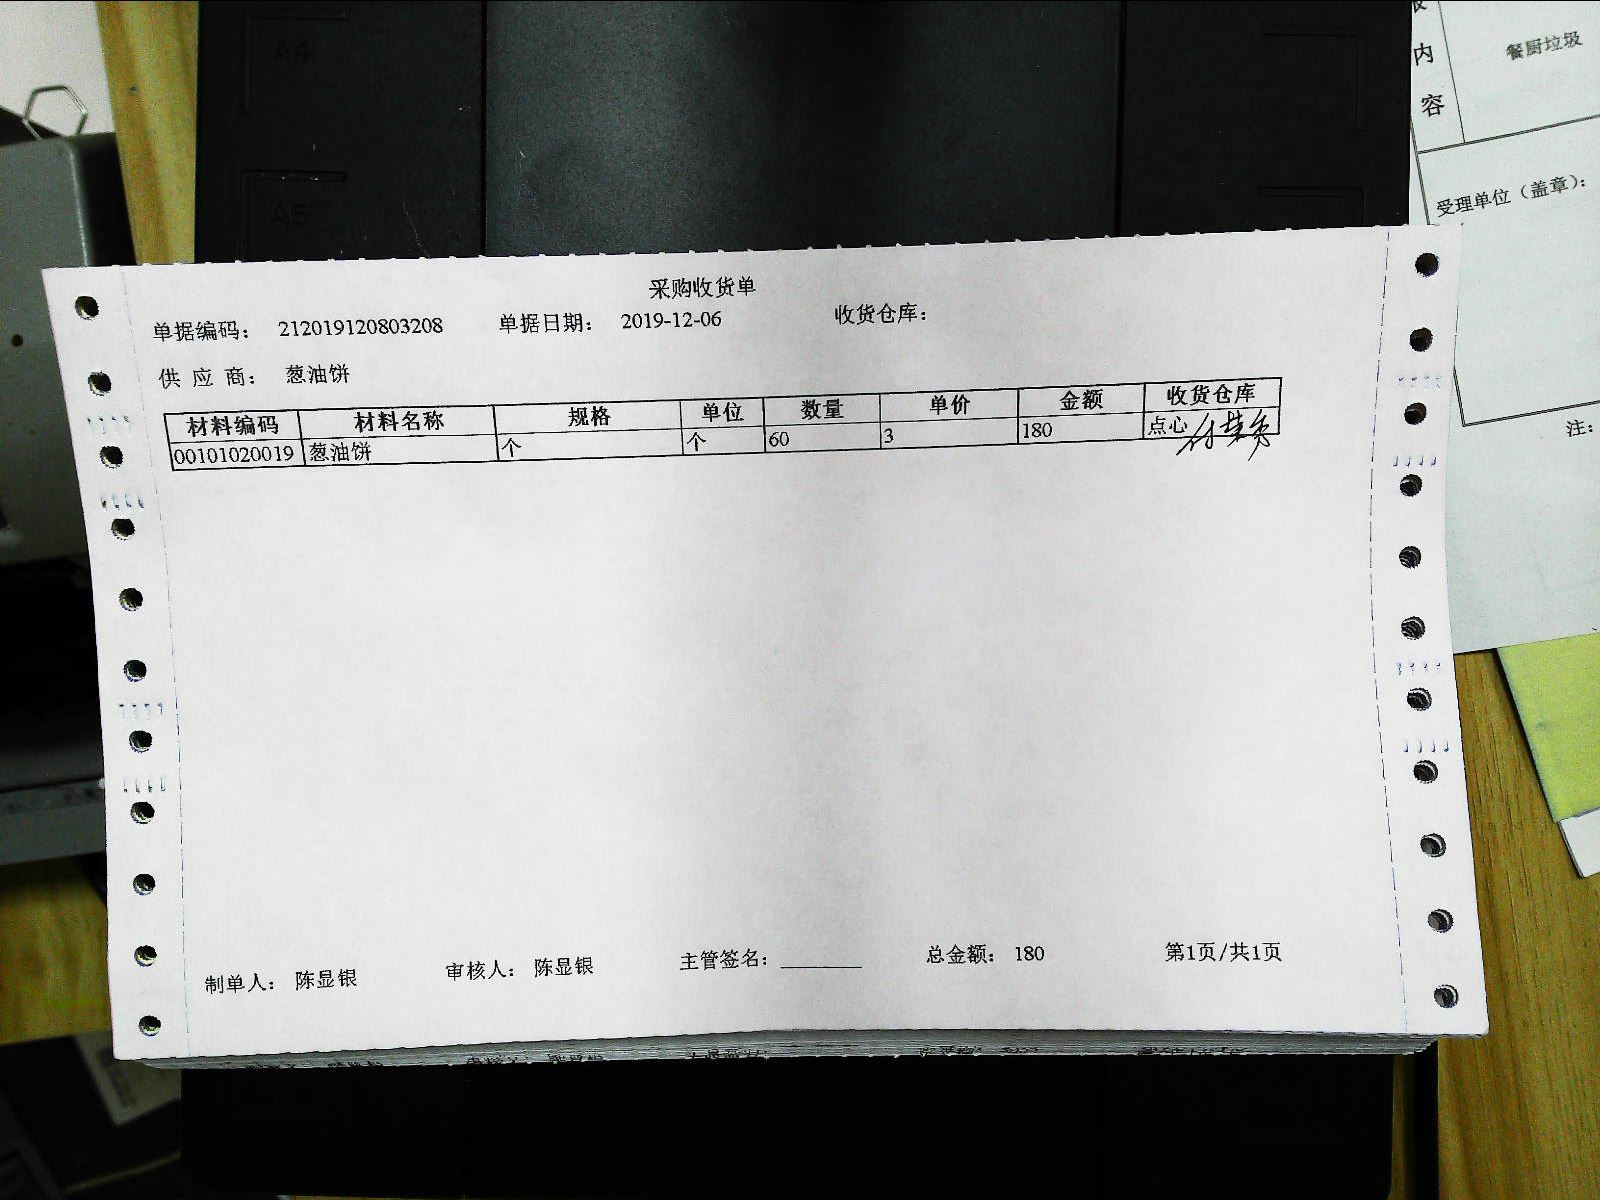 A4
A5
内
容
餐厨垃圾
受理单位（盖章）：
注：
采购收货单
单据编码： 212019120803208 单据日期： 2019-12-06 收货仓库：
供 应 商： 葱油饼
材料编码 材料名称 规格 单位 数量 单价 金额 收货仓库
00101020019 葱油饼 个 个 60 3 180 点心
制单人： 陈显银 审核人： 陈显银 主管签名： 总金额： 180 第1页/共1页